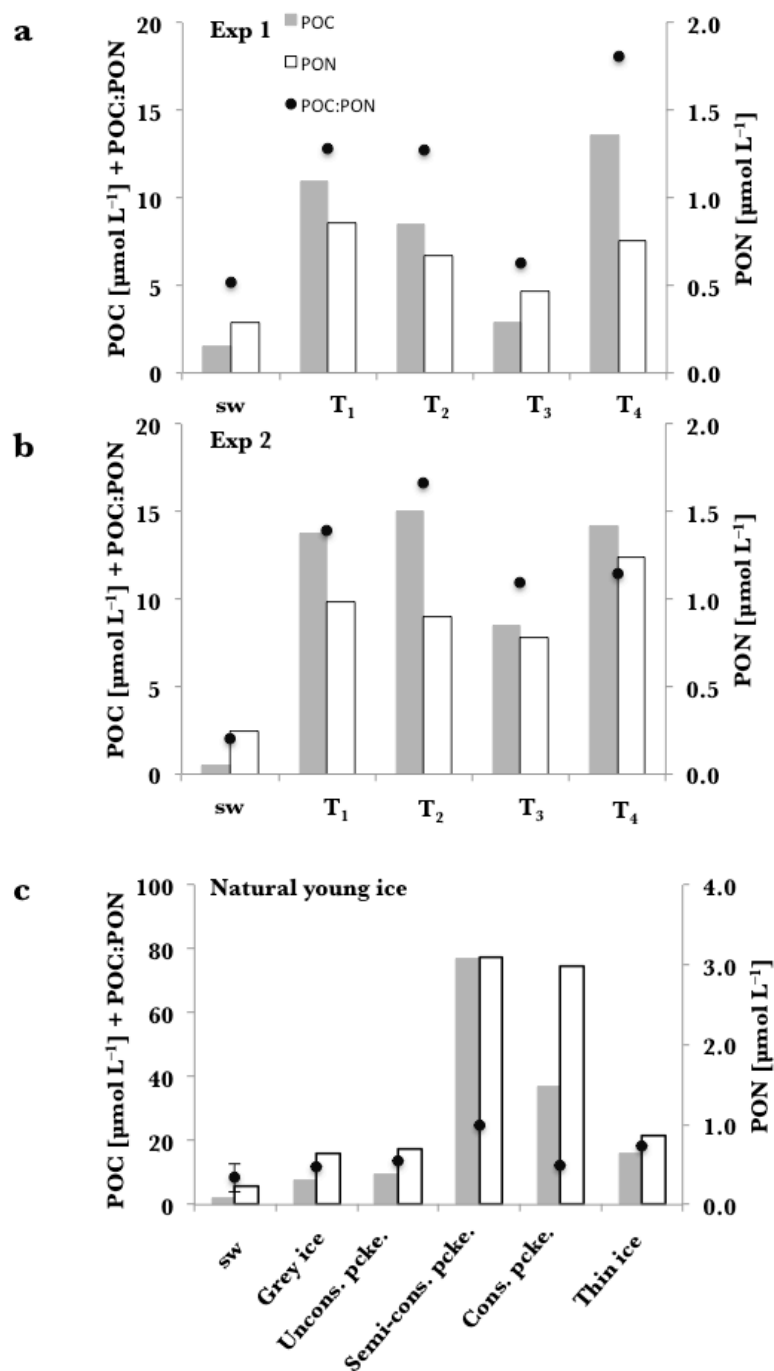 a
Exp 1
POC
PON
POC:PON
POC [μmol L⁻¹] + POC:PON
20
15
10
5
0
2.0
1.5
1.0
0.5
0.0
PON [μmol L⁻¹]
sw T₁ T₂ T₃ T₄
b
Exp 2
POC [μmol L⁻¹] + POC:PON
20
15
10
5
0
2.0
1.5
1.0
0.5
0.0
PON [μmol L⁻¹]
sw T₁ T₂ T₃ T₄
c
Natural young ice
POC [μmol L⁻¹] + POC:PON
100
80
60
40
20
0
4.0
3.0
2.0
1.0
0.0
PON [μmol L⁻¹]
sw
Grey ice
Uncons. pcke.
Semi-cons. pcke.
Cons. pcke.
Thin ice